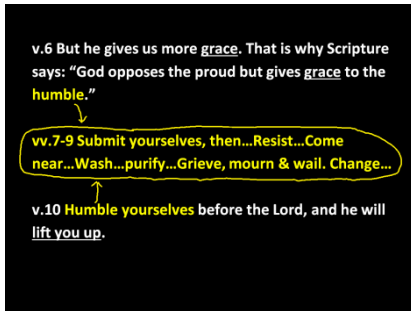 v.6 But he gives us more grace. That is why Scripture
says: “God opposes the proud but gives grace to the
humble.”
vv.7-9 Submit yourselves, then…Resist…Come
near…Wash…purify…Grieve, mourn & wail. Change…
v.10 Humble yourselves before the Lord, and he will
lift you up.